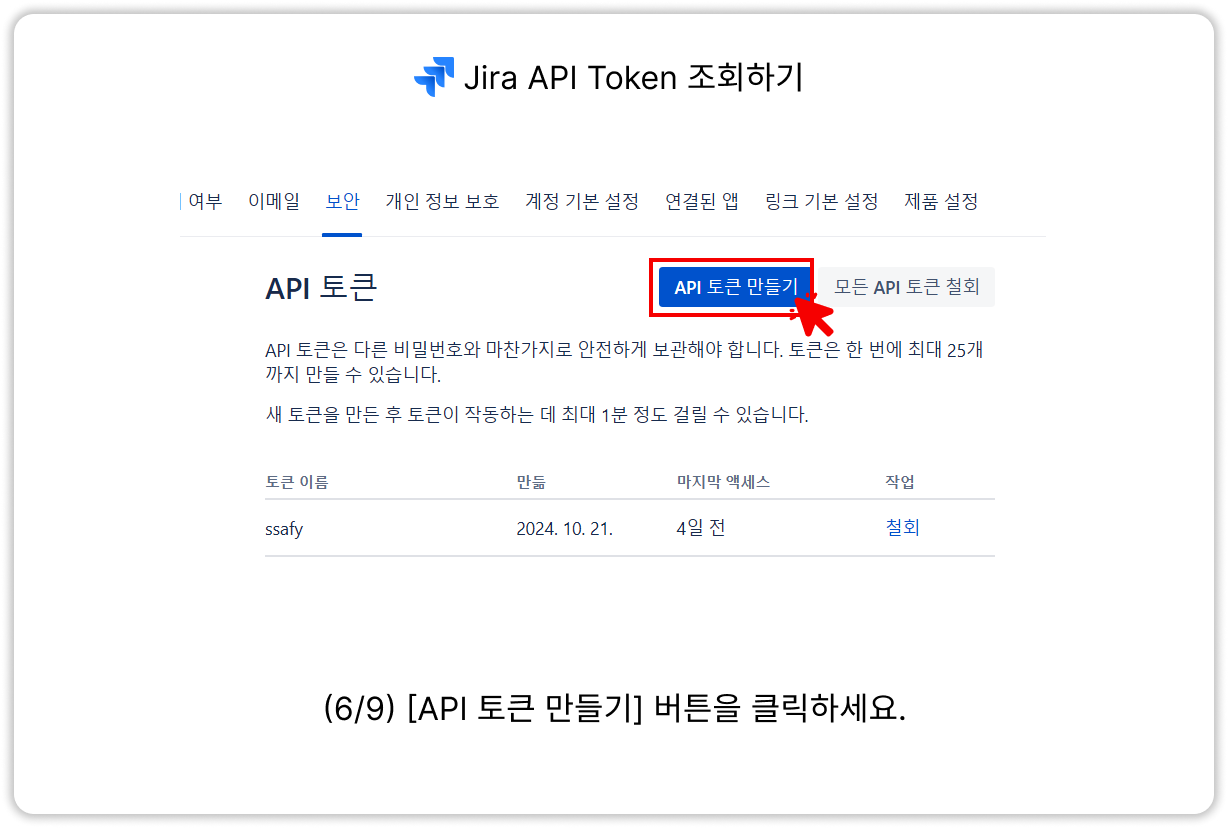 Jira API Token 조회하기
여부 이메일 보안 개인 정보 보호 계정 기본 설정 연결된 앱 링크 기본 설정 제품 설정
API 토큰 API 토큰 만들기 모든 API 토큰 철회
API 토큰은 다른 비밀번호와 마찬가지로 안전하게 보관해야 합니다. 토큰은 한 번에 최대 25개
까지 만들 수 있습니다.
새 토큰을 만든 후 토큰이 작동하는 데 최대 1분 정도 걸릴 수 있습니다.
토큰 이름 만듦 마지막 액세스 작업
ssafy 2024. 10. 21. 4일 전 철회
(6/9) [API 토큰 만들기] 버튼을 클릭하세요.